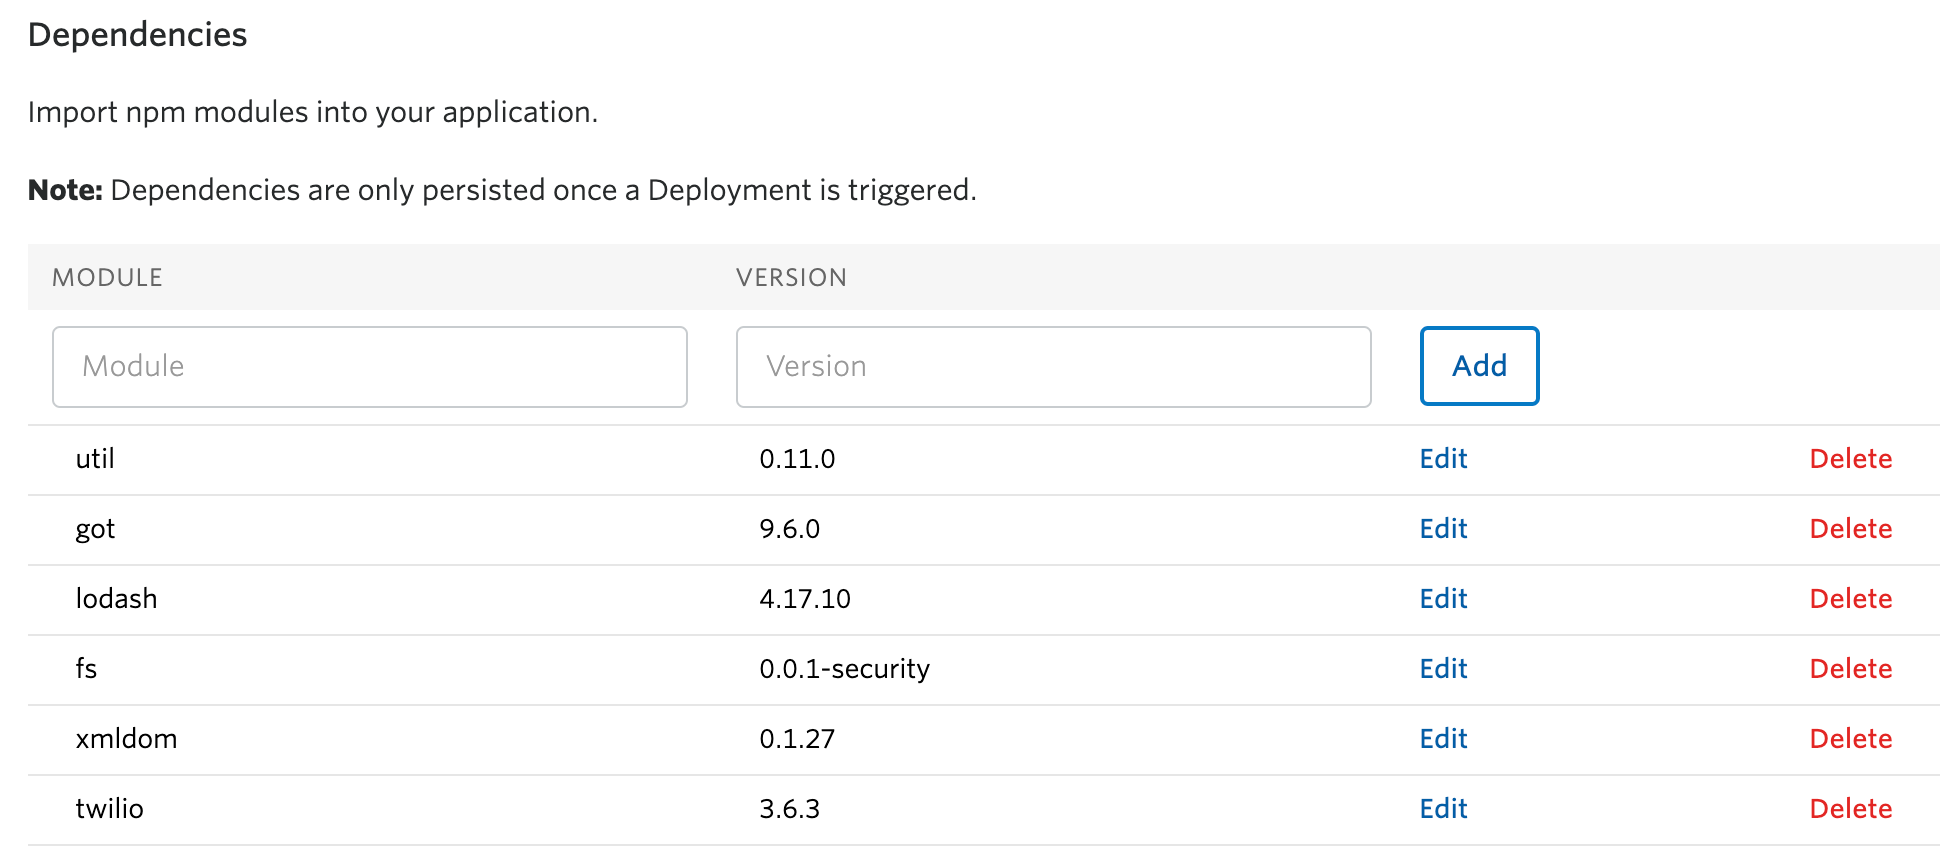 Dependencies
Import npm modules into your application.
Note: Dependencies are only persisted once a Deployment is triggered.
MODULE VERSION
Module Version Add
util 0.11.0 Edit Delete
got 9.6.0 Edit Delete
lodash 4.17.10 Edit Delete
fs 0.0.1-security Edit Delete
xmldom 0.1.27 Edit Delete
twilio 3.6.3 Edit Delete